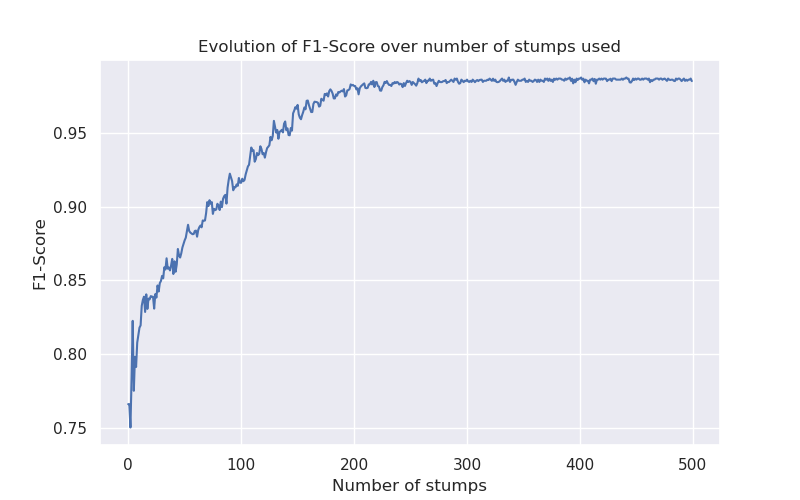 Evolution of F1-Score over number of stumps used
F1-Score
0.95
0.90
0.85
0.80
0.75
0 100 200 300 400 500
Number of stumps